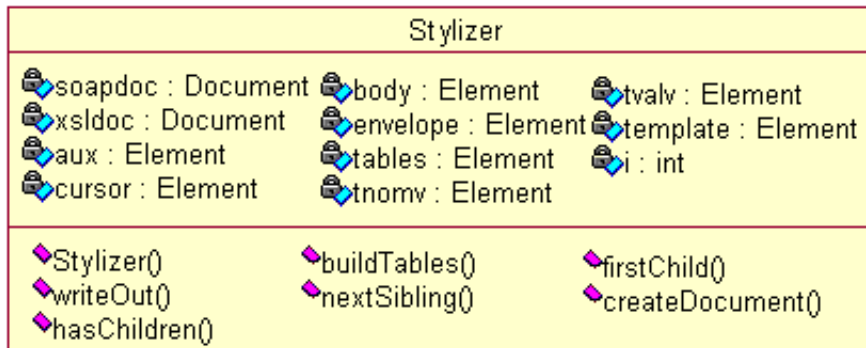 Stylizer
soapdoc : Document body : Element tvalv : Element
xsldoc : Document envelope : Element template : Element
aux : Element tables : Element i : int
cursor : Element tnomv : Element
Stylizer() buildTables() firstChild()
writeOut() nextSibling() createDocument()
hasChildren()